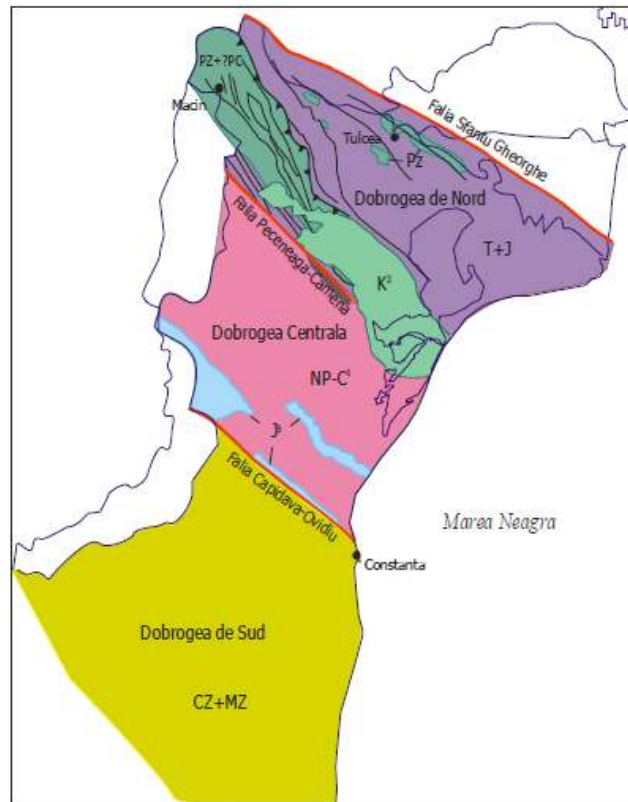 PZ+?PC
Macin
Falia Sfantu Gheorghe
Tulcea
PZ
Dobrogea de Nord
Falia Peceneaga-Camena
T+J
K²
Dobrogea Centrala
NP-C¹
J³
Falia Capidava-Ovidiu
Marea Neagra
Constanta
Dobrogea de Sud
CZ+MZ